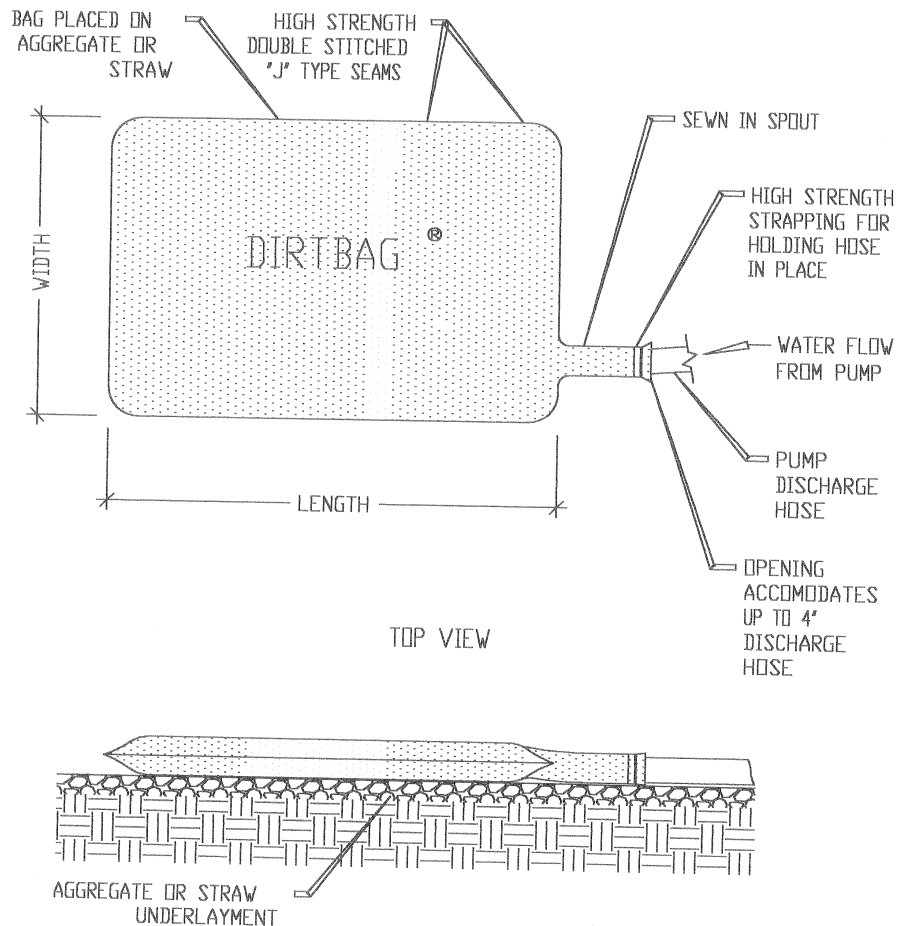 BAG PLACED ON
AGGREGATE OR
STRAW
HIGH STRENGTH
DOUBLE STITCHED
"J" TYPE SEAMS
SEWN IN SPOUT
HIGH STRENGTH
STRAPPING FOR
HOLDING HOSE
IN PLACE
WIDTH
DIRTBAG ®
WATER FLOW
FROM PUMP
PUMP
DISCHARGE
HOSE
LENGTH
OPENING
ACCOMODATES
UP TO 4"
DISCHARGE
HOSE
TOP VIEW
AGGREGATE OR STRAW
UNDERLAYMENT